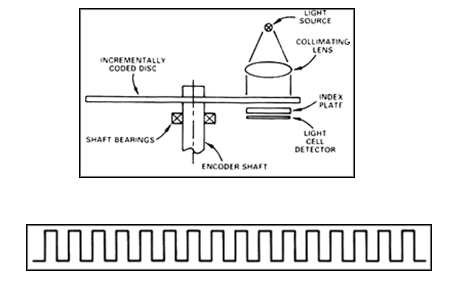 LIGHT
SOURCE
COLLIMATING
LENS
INCREMENTALLY
CODED DISC
INDEX
PLATE
SHAFT BEARINGS
LIGHT
CELL
DETECTOR
ENCODER SHAFT